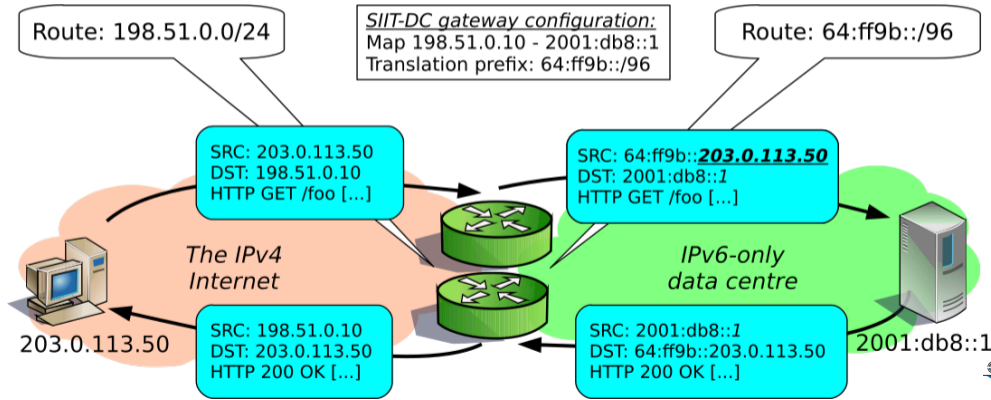 Route: 198.51.0.0/24
SIIT-DC gateway configuration:
Map 198.51.0.10 - 2001:db8::1
Translation prefix: 64:ff9b::/96
Route: 64:ff9b::/96
SRC: 203.0.113.50
DST: 198.51.0.10
HTTP GET /foo [...]
SRC: 64:ff9b::203.0.113.50
DST: 2001:db8::1
HTTP GET /foo [...]
The IPv4
Internet
IPv6-only
data centre
203.0.113.50
SRC: 198.51.0.10
DST: 203.0.113.50
HTTP 200 OK [...]
SRC: 2001:db8::1
DST: 64:ff9b::203.0.113.50
HTTP 200 OK [...]
2001:db8::1